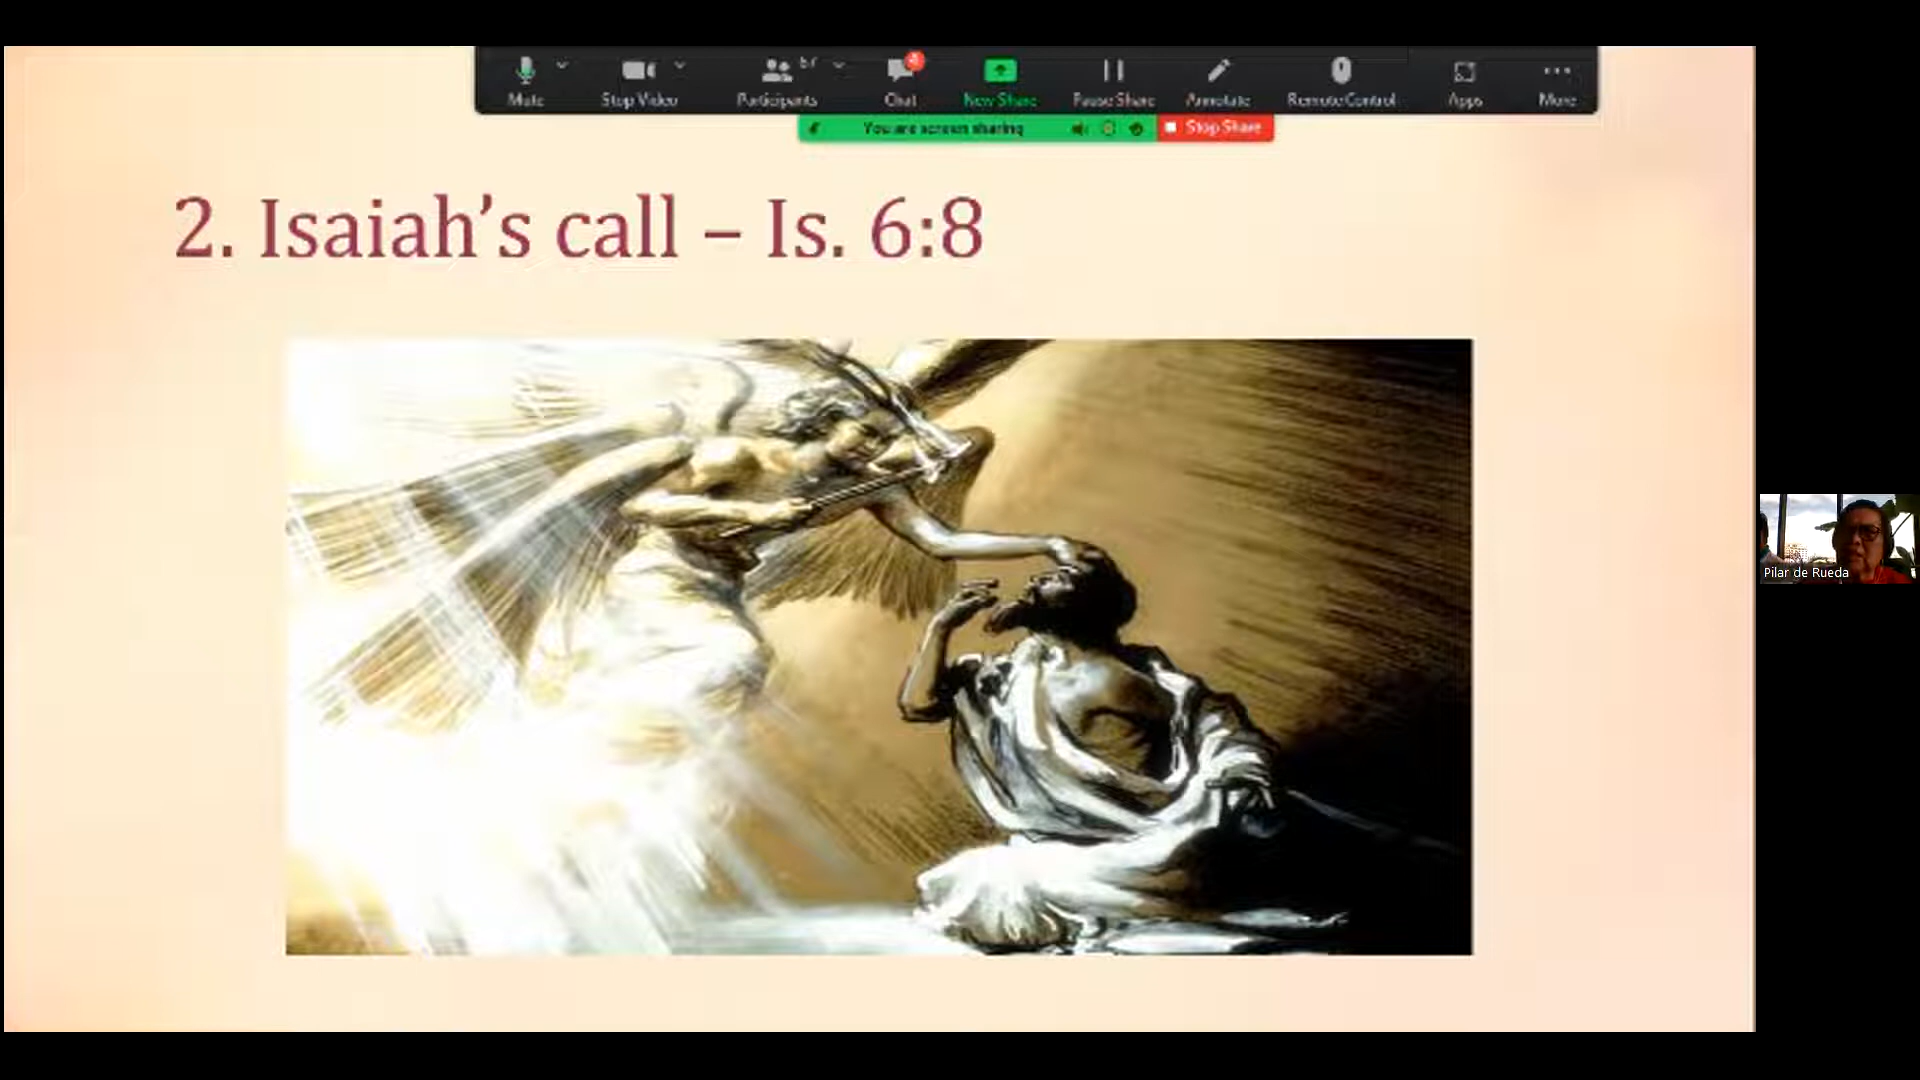 67
Mute
Stop Video
Participants
Chat
New Share
Pause Share
Annotate
Remote Control
Apps
More
You are screen sharing
Stop Share
2. Isaiah’s call – Is. 6:8
Pilar de Rueda